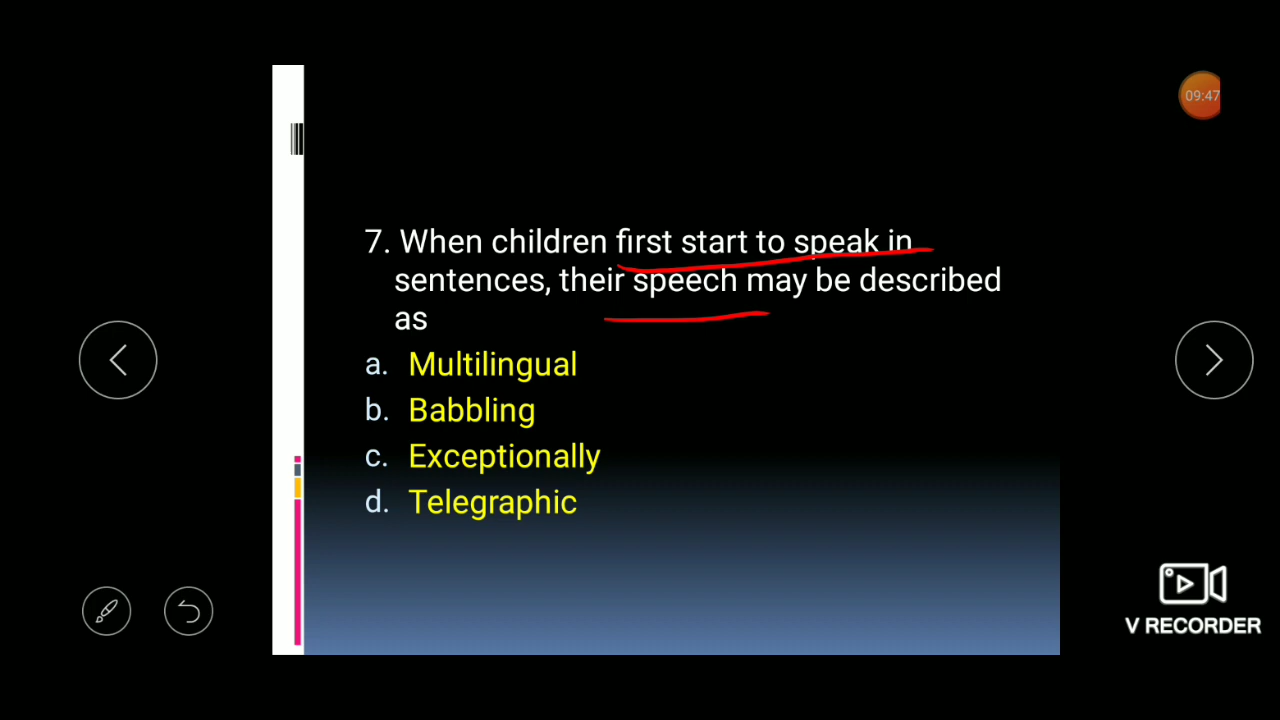 09:47
7. When children first start to speak in
sentences, their speech may be described
as
a. Multilingual
b. Babbling
c. Exceptionally
d. Telegraphic
V RECORDER